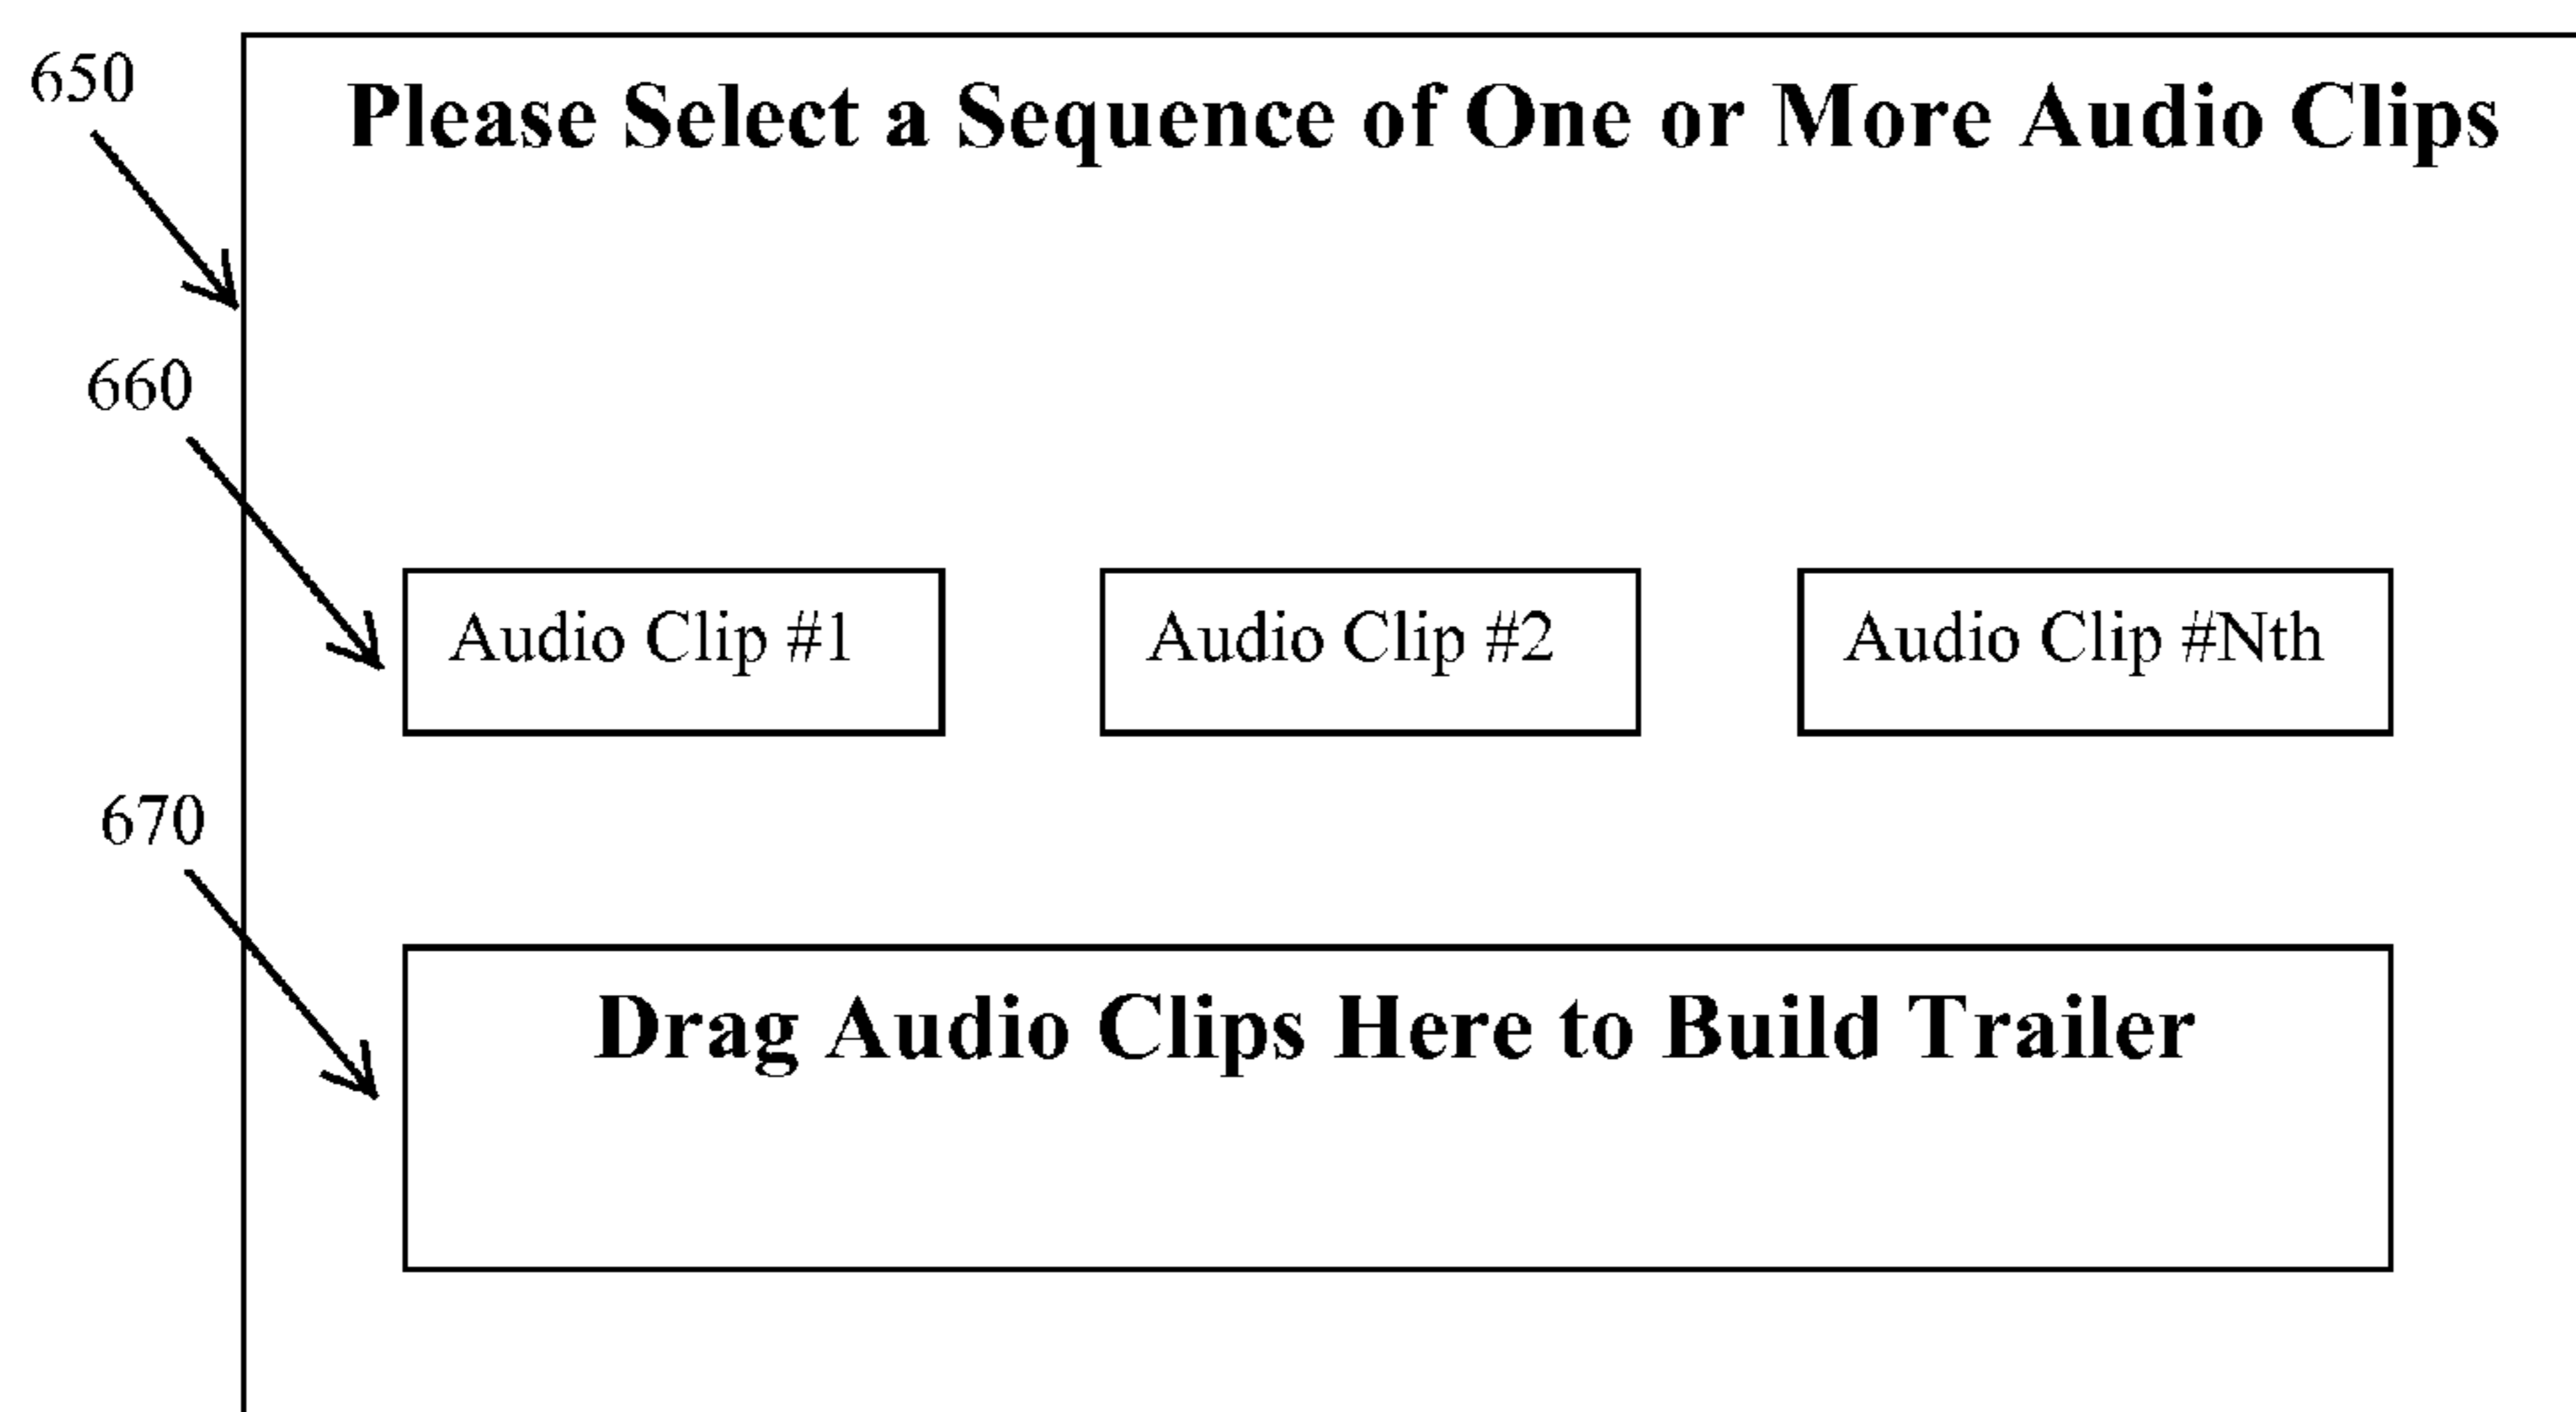 650
Please Select a Sequence of One or More Audio Clips
660
Audio Clip #1
Audio Clip #2
Audio Clip #Nth
670
Drag Audio Clips Here to Build Trailer